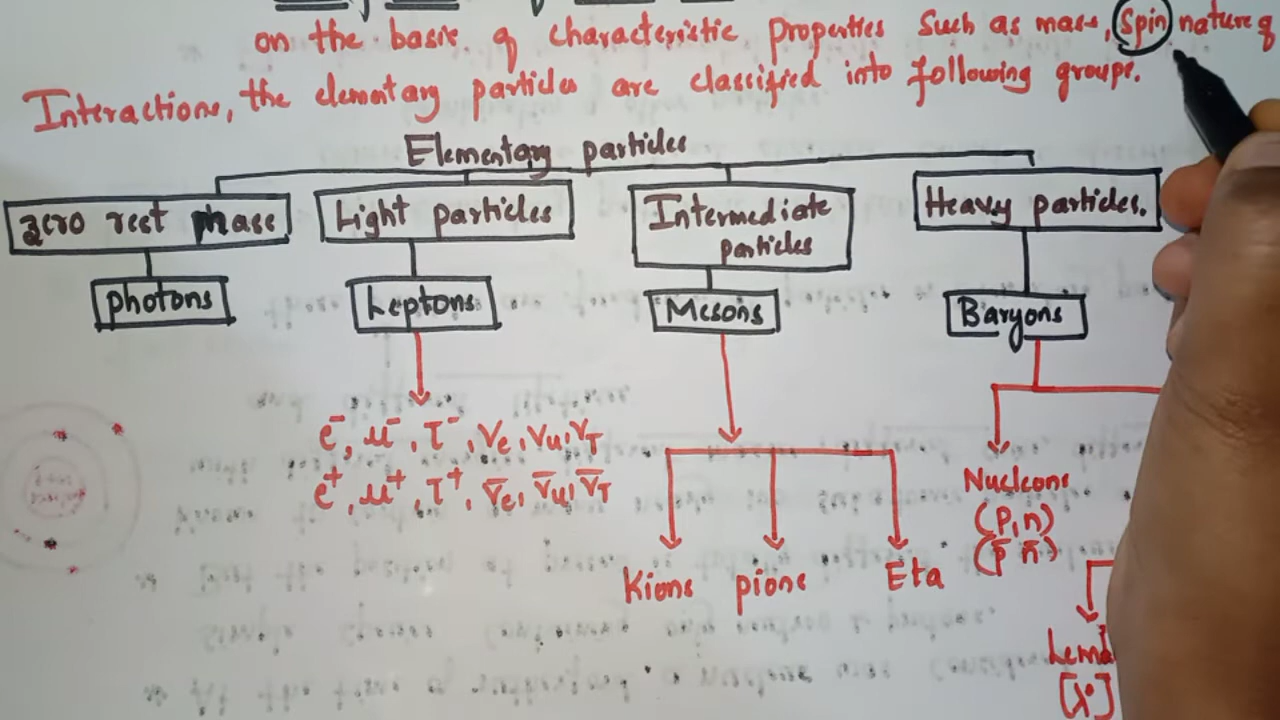 on the basis of characteristic properties such as mass, spin nature of
Interactions, the elementary particles are classified into following groups.
Elementary particles
zero rest phase
Light particles
Intermediate
particles
Heavy particles.
photons
Leptons
Mesons
Baryons
e⁻, μ⁻, τ⁻, νe, νu, ντ
e⁺, μ⁺, τ⁺, ν̄e, ν̄u, ν̄τ
Kions
pions
Eta
Nucleons
(p, n)
(p̄ n̄)